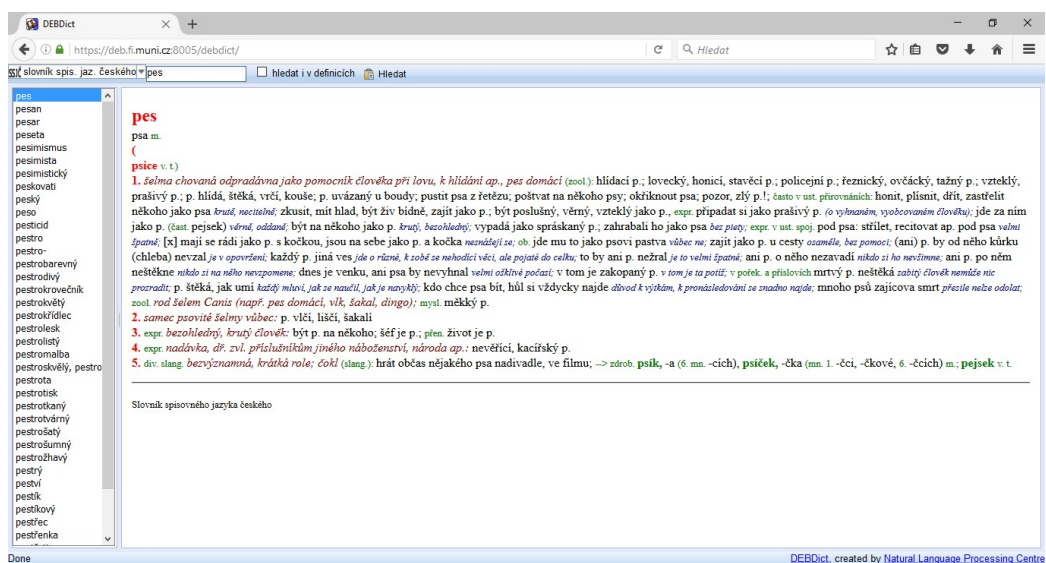 DEBDict
https://deb.fi.muni.cz:8005/debdict/
Hledat
slovník spis. jaz. českého pes hledat i v definicích Hledat
pes
pesan
pesar
peseta
pesimismus
pesimista
pesimistický
peskovati
peský
peso
pesticid
pestro
pestro-
pestrobarevný
pestrodivý
pestrokrovečník
pestrokvětý
pestrokřídlec
pestrolesk
pestrolistý
pestromalba
pestroskvělý, pestro
pestrota
pestrotisk
pestrotkaný
pestrotvárný
pestrošatý
pestrošumný
pestrožhavý
pestrý
peství
pestík
pestíkový
pestřec
pestřenka
pes
psa m.
(
psice v. t.)
1. šelma chovaná odpradávna jako pomocník člověka při lovu, k hlídání ap., pes domácí (zool.): hlídací p.; lovecký, honicí, stavěcí p.; policejní p.; řeznický, ovčácký, tažný p.; vzteklý,
prašivý p.; p. hlídá, štěká, vrčí, kouše; p. uvázaný u boudy; pustit psa z řetězu; poštvat na někoho psy; okřiknout psa; pozor, zlý p.!; často v ust. přirovnáních: honit, plísnit, dřít, zastřelit
někoho jako psa krutě, necitelně; zkusit, mít hlad, být živ bídně, zajít jako p.; být poslušný, věrný, vzteklý jako p., expr. připadat si jako prašivý p. (o vyhnaném, vyobcovaném člověku); jde za ním
jako p. (čast. pejsek) věrně, oddaně; být na někoho jako p. krutý, bezohledný; vypadá jako spráskaný p.; zahrabali ho jako psa bez piety; expr. v ust. spoj. pod psa: střílet, recitovat ap. pod psa velmi
špatně; [x] mají se rádi jako p. s kočkou, jsou na sebe jako p. a kočka nesnášejí se; ob. jde mu to jako psovi pastva vůbec ne; zajít jako p. u cesty osaměle, bez pomoci; (ani) p. by od něho kůrku
(chleba) nevzal je v opovržení; každý p. jiná ves jde o různé, k sobě se nehodící věci, ale pojaté do celku; to by ani p. nežral je to velmi špatné; ani p. o něho nezavadí nikdo si ho nevšimne; ani p. po něm
neštěkne nikdo si na něho nevzpomene; dnes je venku, ani psa by nevyhnal velmi ošklivé počasí; v tom je zakopaný p. v tom je ta potíž; v pořek. a příslovích mrtvý p. neštěká zabitý člověk nemůže nic
prozradit; p. štěká, jak umí každý mluví, jak se naučil, jak je navyklý; kdo chce psa bít, hůl si vždycky najde důvod k výtkám, k pronásledování se snadno najde; mnoho psů zajícova smrt přesile nelze odolat;
zool. rod šelem Canis (např. pes domácí, vlk, šakal, dingo); mysl. měkký p.
2. samec psovité šelmy vůbec: p. vlčí, liščí, šakalí
3. expr. bezohledný, krutý člověk: být p. na někoho; šéf je p.; přen. život je p.
4. expr. nadávka, dř. zvl. příslušníkům jiného náboženství, národa ap.: nevěřící, kacířský p.
5. div. slang. bezvýznamná, krátká role; čokl (slang.): hrát občas nějakého psa nadivadle, ve filmu; --> zdrob. psík, -a (6. mn. -cích), psíček, -čka (mn. 1. -čci, -čkové, 6. -čcích) m.; pejsek v. t.
Slovník spisovného jazyka českého
Done
DEBDict, created by Natural Language Processing Centre